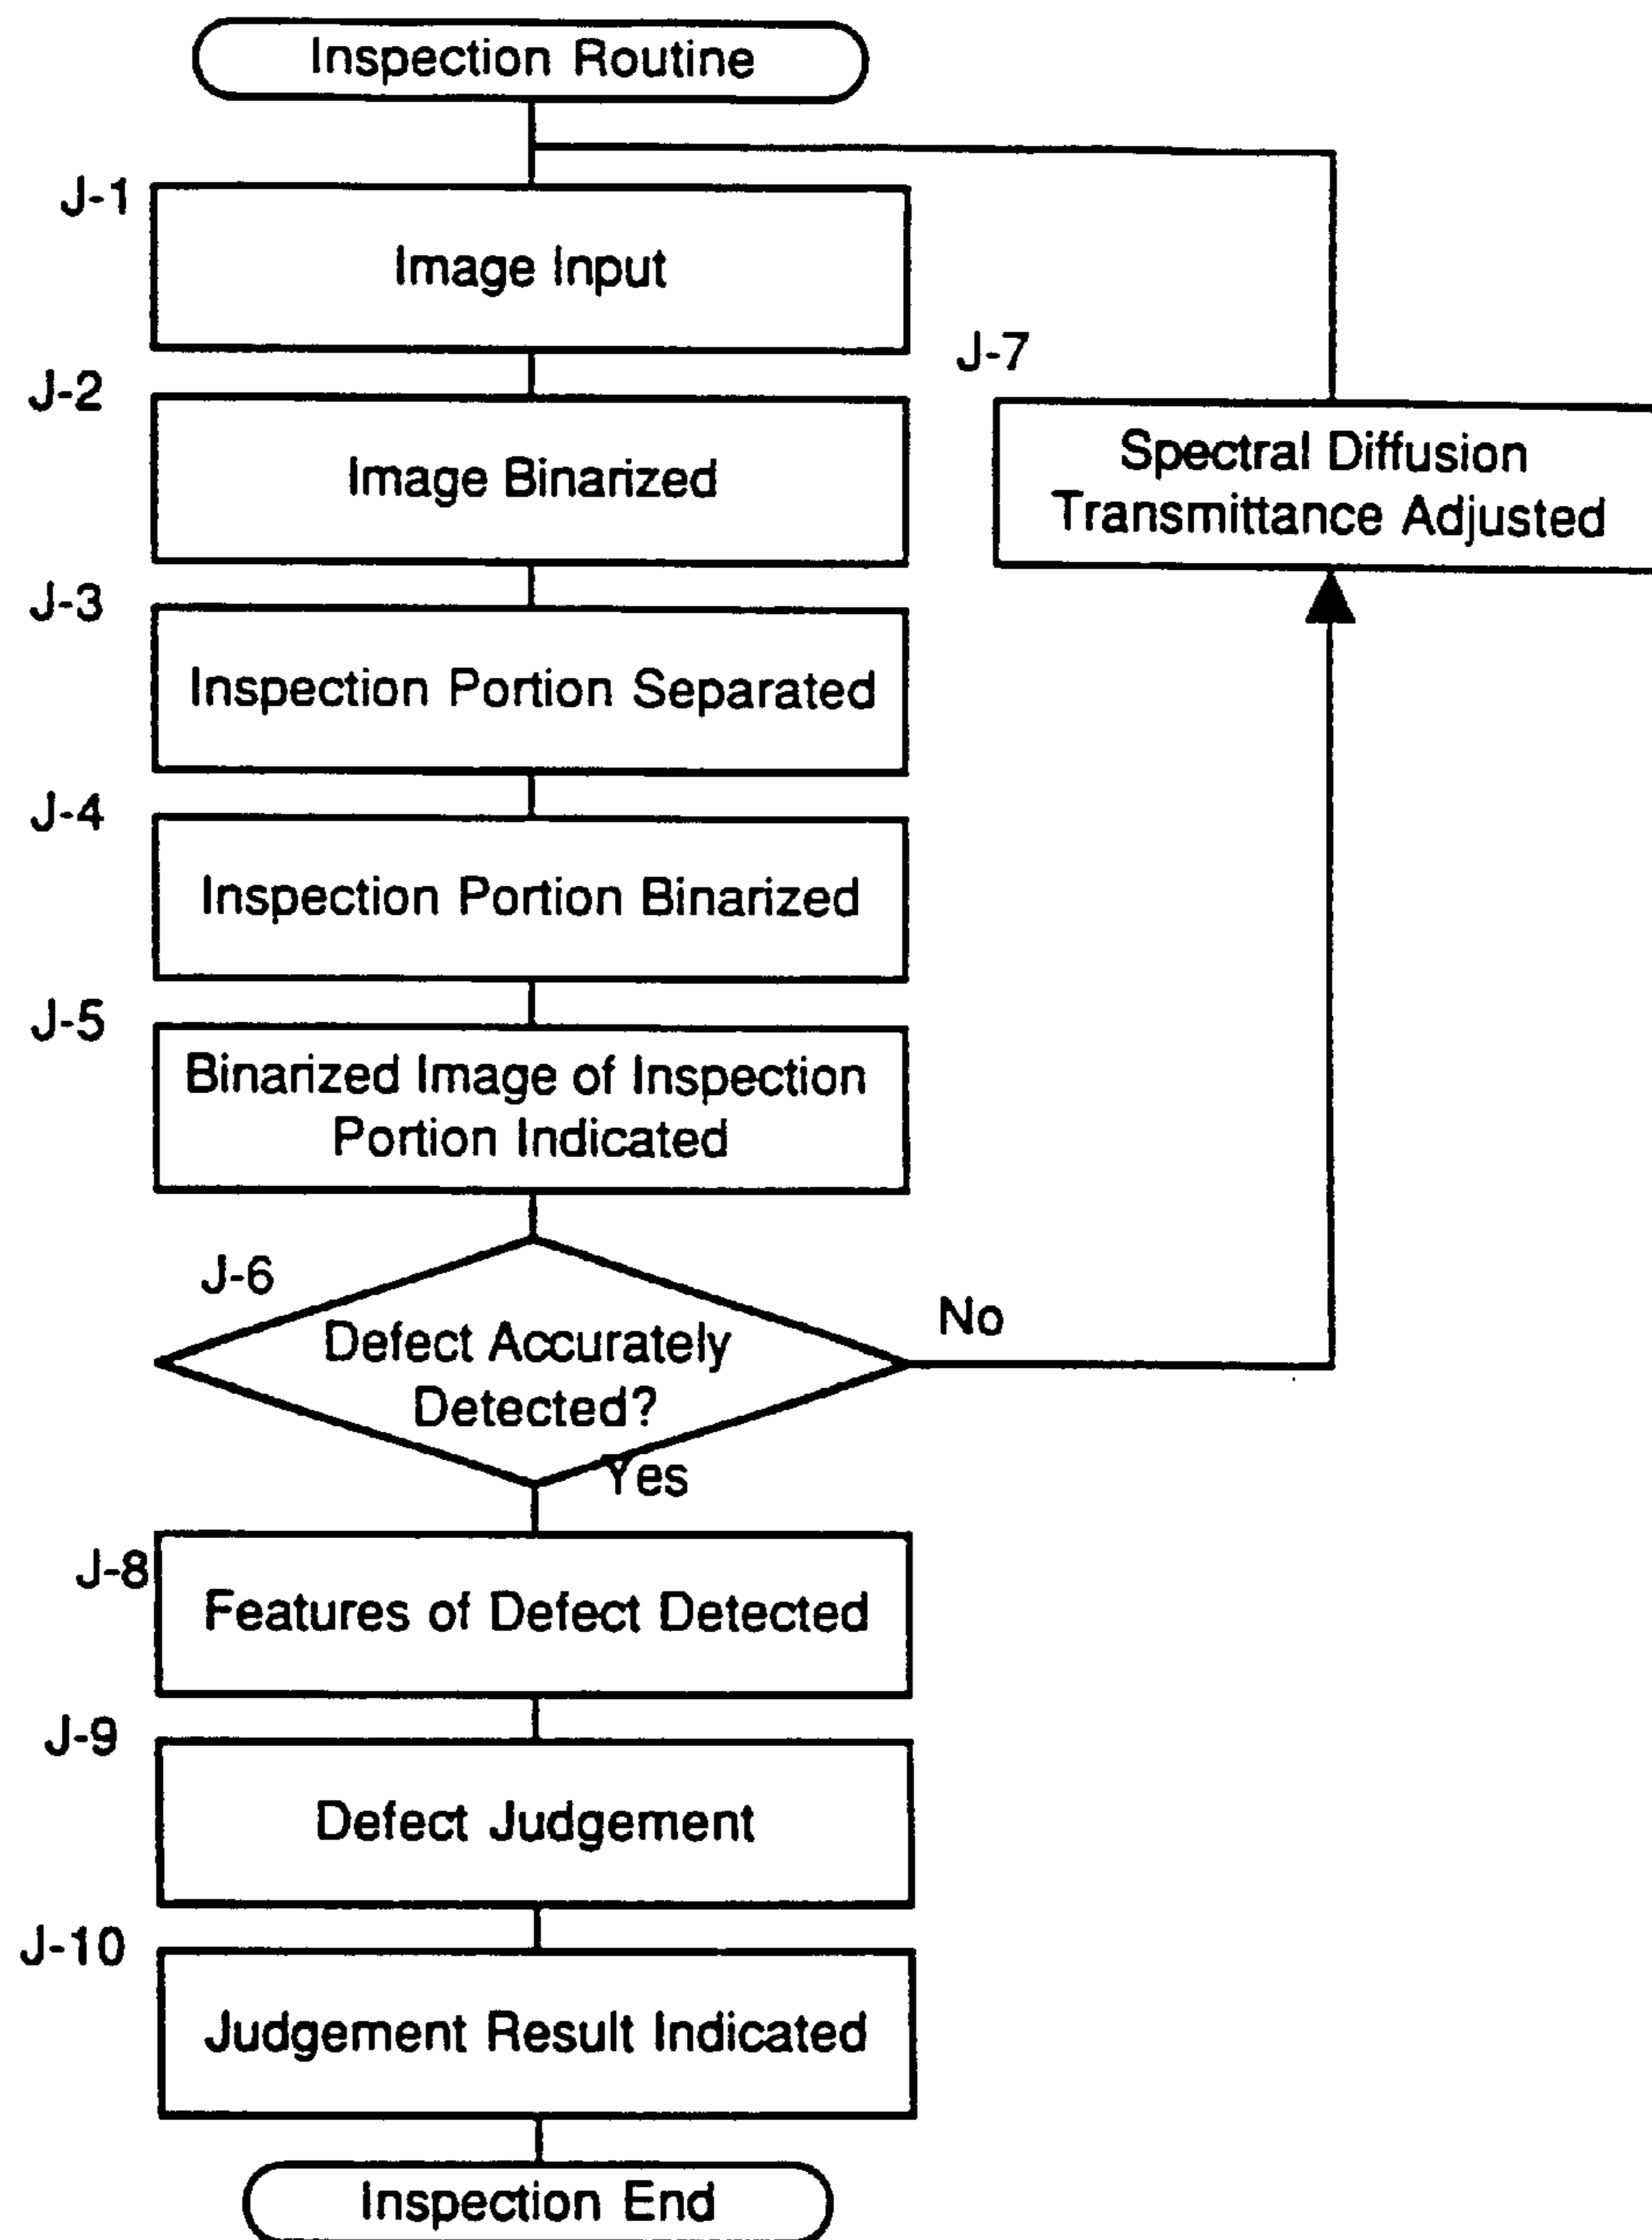 Inspection Routine
J-1
Image Input
J-2
Image Binarized
J-3
Inspection Portion Separated
J-4
Inspection Portion Binarized
J-5
Binarized Image of Inspection
Portion Indicated
J-6
Defect Accurately
Detected?
No
Yes
J-7
Spectral Diffusion
Transmittance Adjusted
J-8
Features of Defect Detected
J-9
Defect Judgement
J-10
Judgement Result Indicated
Inspection End